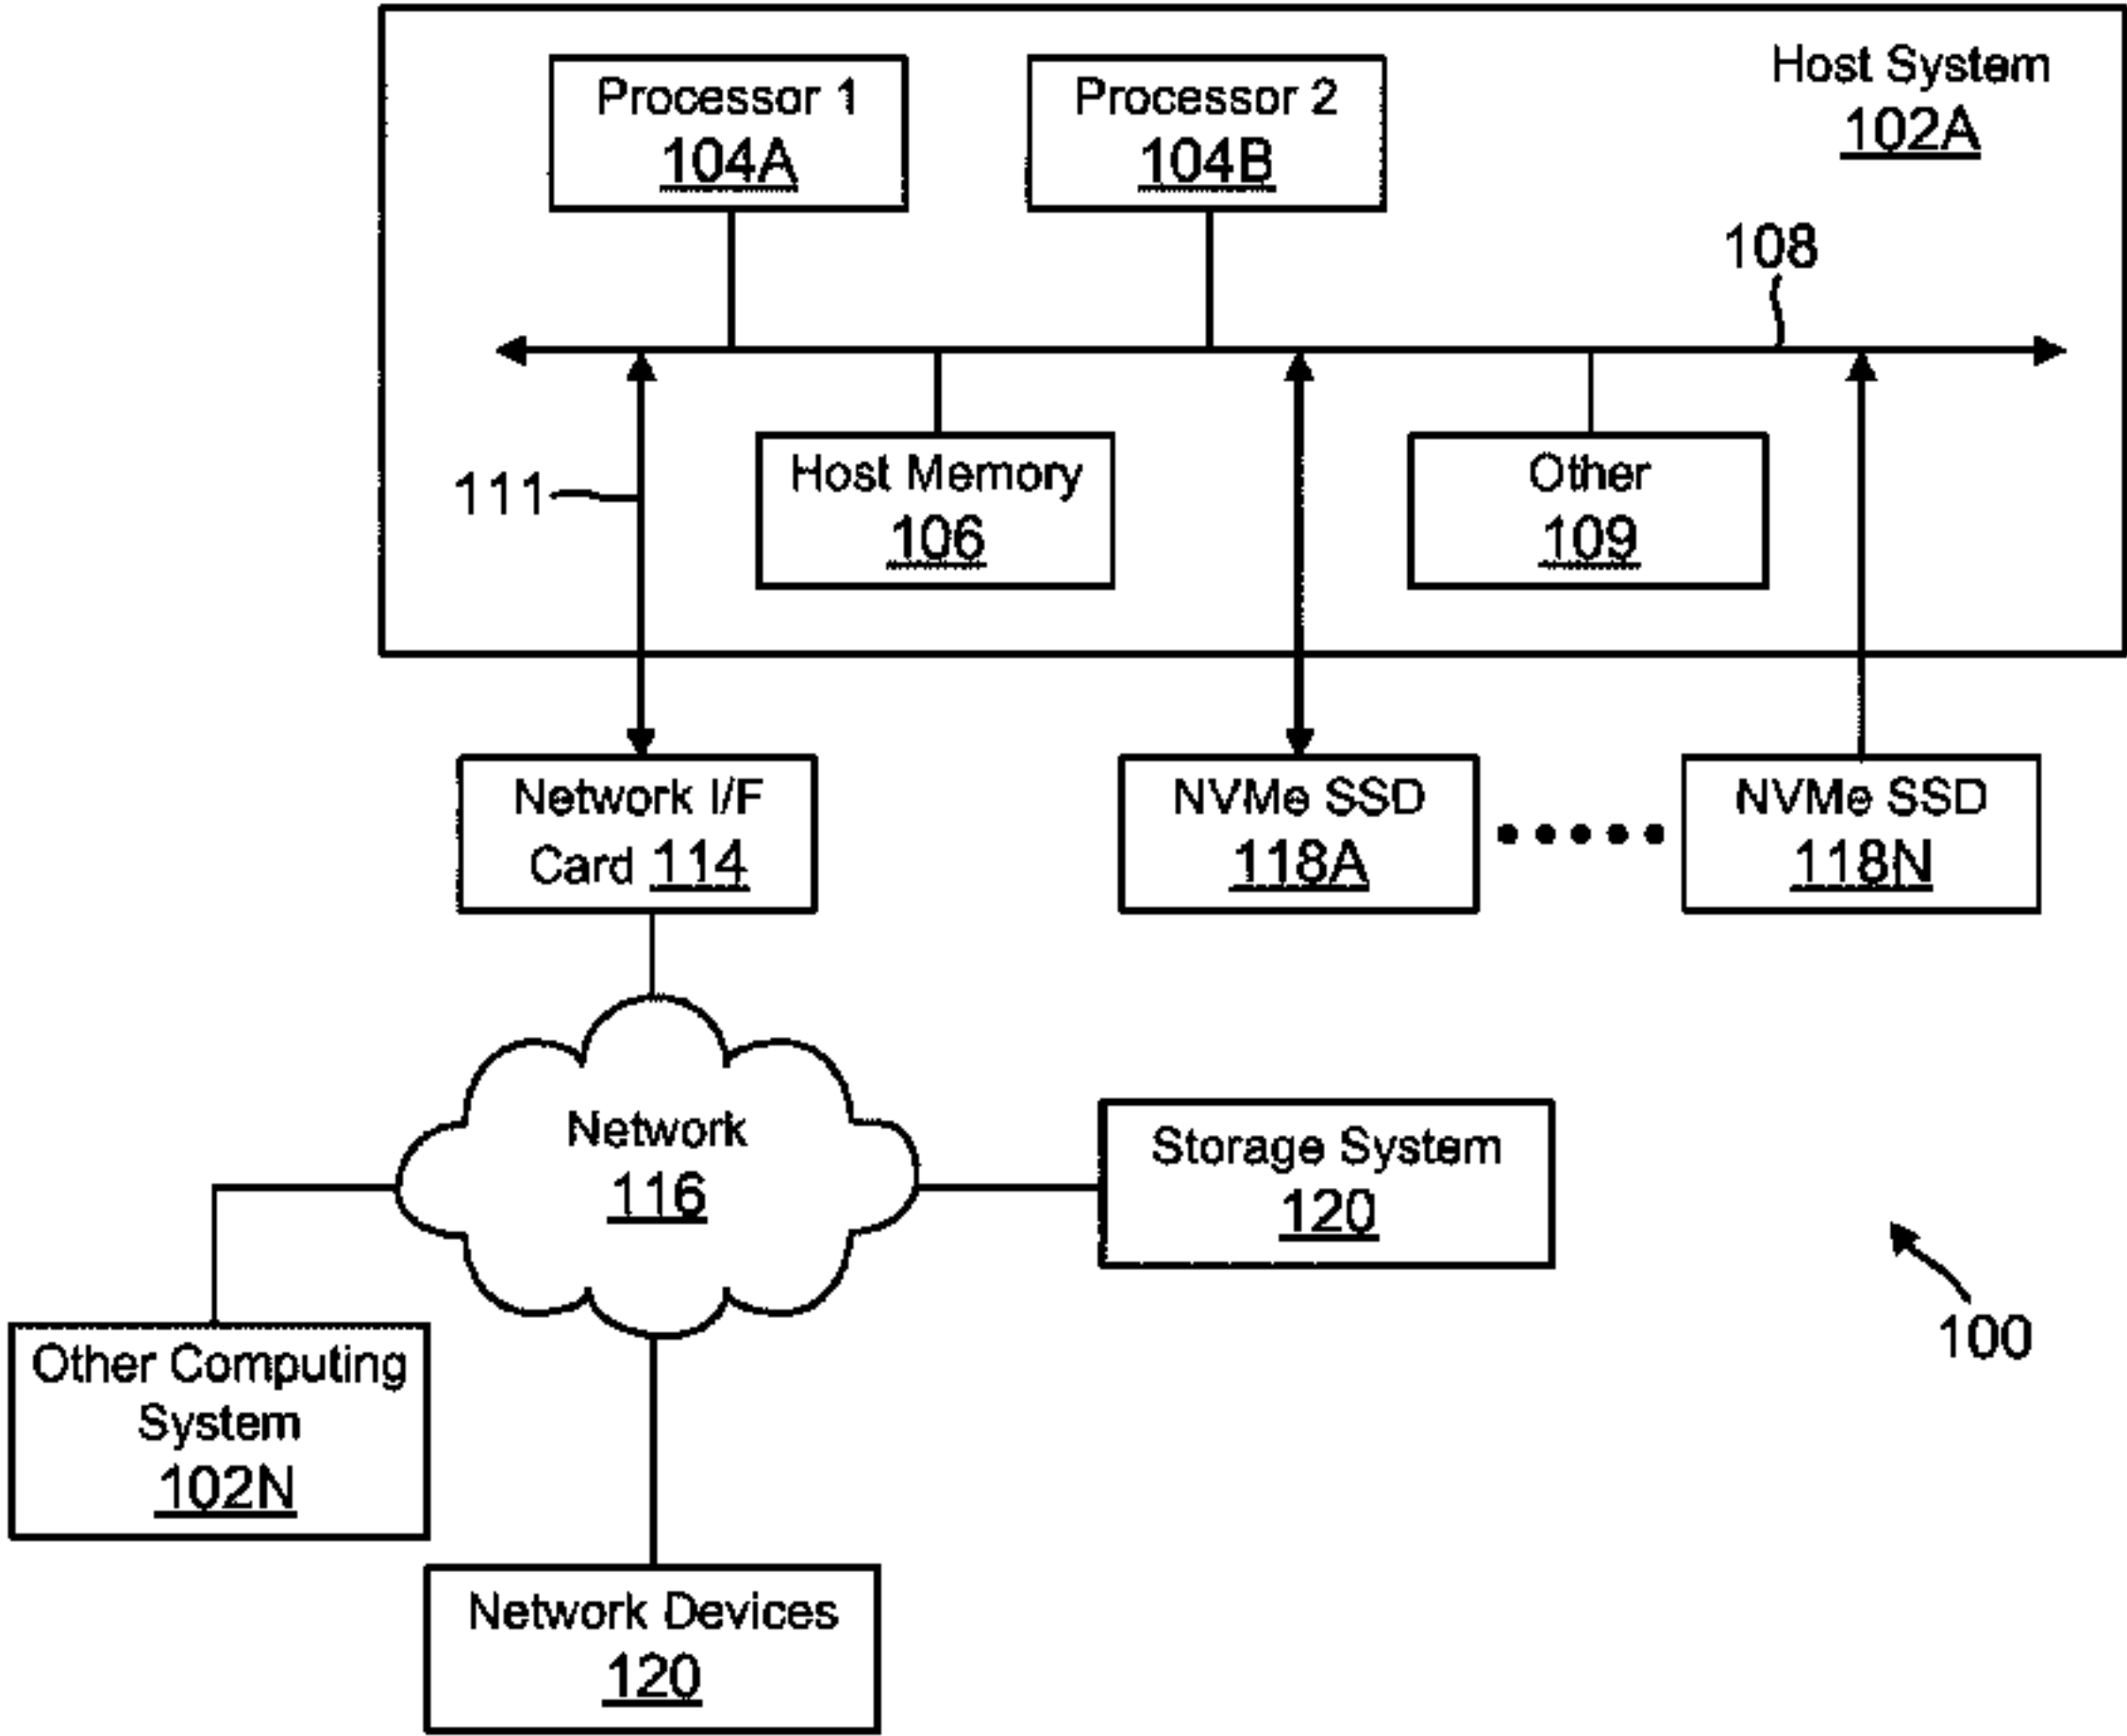 Host System
102A
Processor 1
104A
Processor 2
104B
108
111
Host Memory
106
Other
109
Network I/F
Card 114
NVMe SSD
118A
NVMe SSD
118N
Network
116
Storage System
120
100
Other Computing
System
102N
Network Devices
120